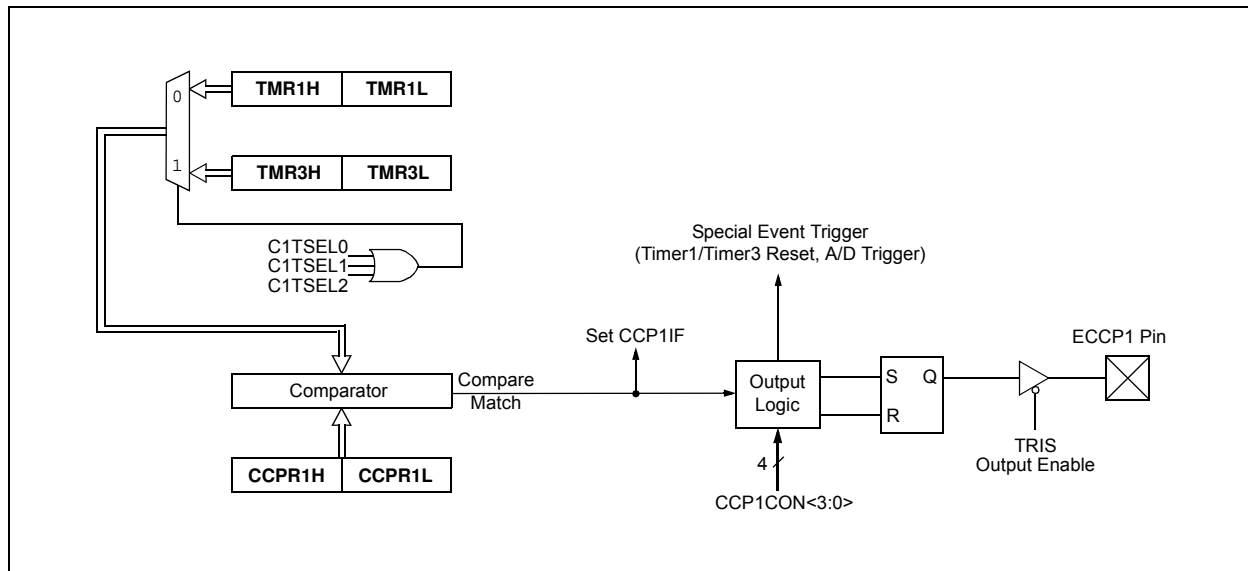 0
TMR1H TMR1L
1
TMR3H TMR3L
C1TSEL0
C1TSEL1
C1TSEL2
Special Event Trigger
(Timer1/Timer3 Reset, A/D Trigger)
Set CCP1IF
ECCP1 Pin
Comparator
Compare
Match
Output
Logic
S Q
R
TRIS
Output Enable
4
CCP1CON<3:0>
CCPR1H CCPR1L